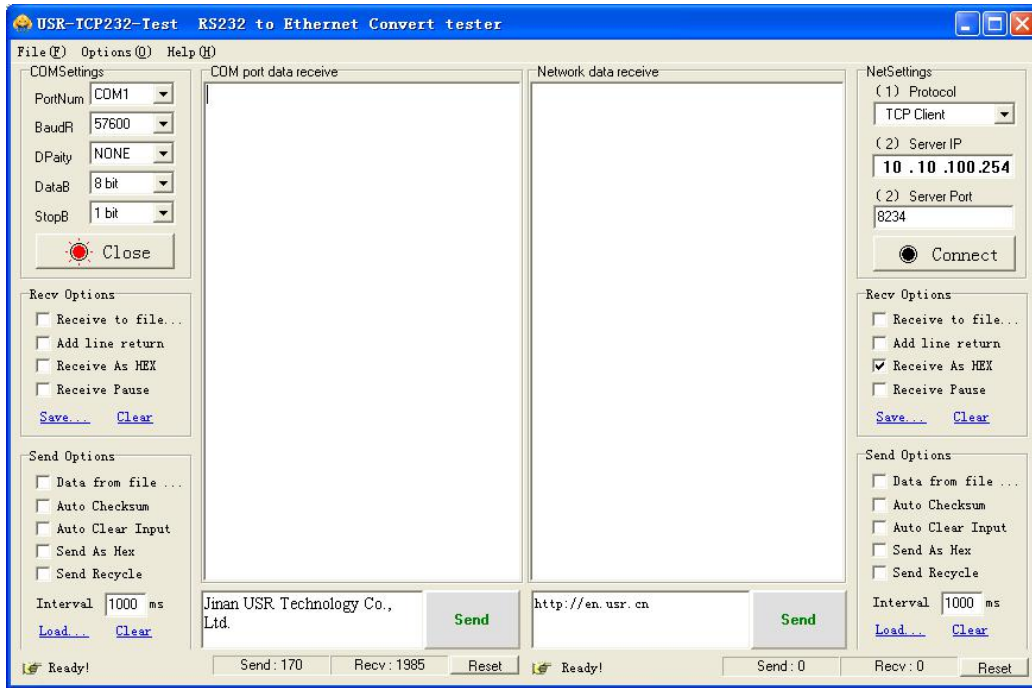 USR-TCP232-Test   RS232 to Ethernet Convert tester
File(F)  Options(O)  Help(H)
COMSettings
PortNum COM1
BaudR 57600
DPaity NONE
DataB 8 bit
StopB 1 bit
Close
Recv Options
Receive to file...
Add line return
Receive As HEX
Receive Pause
Save...   Clear
Send Options
Data from file ...
Auto Checksum
Auto Clear Input
Send As Hex
Send Recycle
Interval 1000 ms
Load...   Clear
COM port data receive
Jinan USR Technology Co.,
Ltd.
Send
Ready!   Send : 170   Recv : 1985   Reset
Network data receive
http://en.usr.cn
Send
Ready!   Send : 0   Recv : 0   Reset
NetSettings
(1) Protocol
TCP Client
(2) Server IP
10 . 10 .100.254
(2) Server Port
8234
Connect
Recv Options
Receive to file...
Add line return
Receive As HEX
Receive Pause
Save...   Clear
Send Options
Data from file ...
Auto Checksum
Auto Clear Input
Send As Hex
Send Recycle
Interval 1000 ms
Load...   Clear